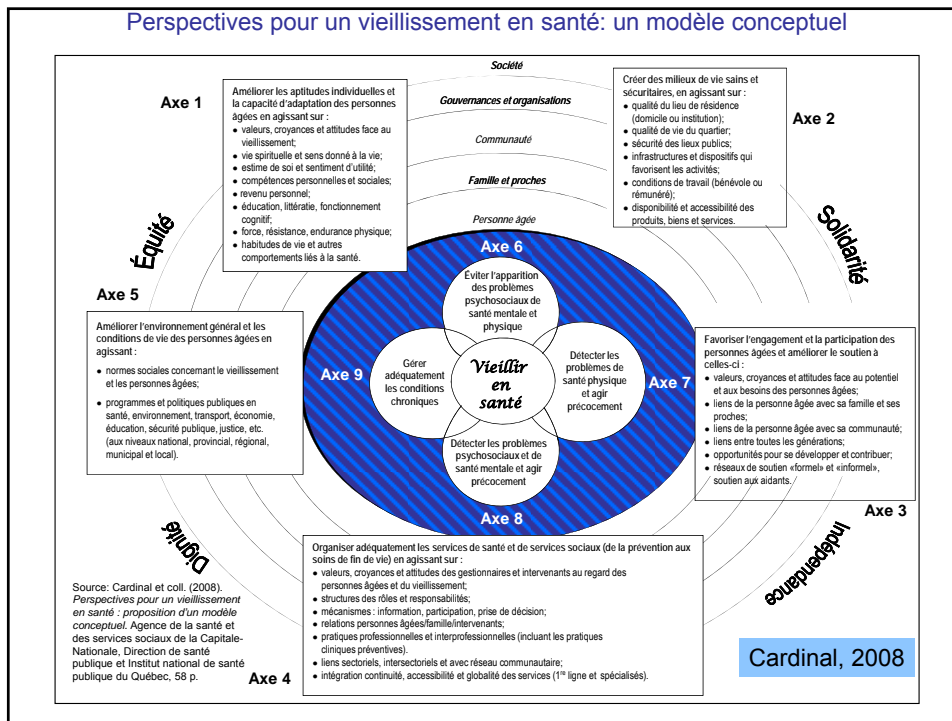 Perspectives pour un vieillissement en santé: un modèle conceptuel
Société
Gouvernances et organisations
Communauté
Famille et proches
Personne âgée
Axe 1
Améliorer les aptitudes individuelles et
la capacité d'adaptation des personnes
âgées en agissant sur :
• valeurs, croyances et attitudes face au
vieillissement;
• vie spirituelle et sens donné à la vie;
• estime de soi et sentiment d'utilité;
• compétences personnelles et sociales;
• revenu personnel;
• éducation, littératie, fonctionnement
cognitif;
• force, résistance, endurance physique;
• habitudes de vie et autres
comportements liés à la santé.
Créer des milieux de vie sains et
sécuritaires, en agissant sur :
• qualité du lieu de résidence
(domicile ou institution);
• qualité de vie du quartier;
• sécurité des lieux publics;
• infrastructures et dispositifs qui
favorisent les activités;
• conditions de travail (bénévole ou
rémunéré);
• disponibilité et accessibilité des
produits, biens et services.
Axe 2
Équité
Solidarité
Axe 5
Améliorer l'environnement général et les
conditions de vie des personnes âgées en
agissant :
• normes sociales concernant le vieillissement
et les personnes âgées;
• programmes et politiques publiques en
santé, environnement, transport, économie,
éducation, sécurité publique, justice, etc.
(aux niveaux national, provincial, régional,
municipal et local).
Axe 6
Éviter l'apparition
des problèmes
psychosociaux de
santé mentale et
physique
Axe 9
Gérer
adéquatement
les conditions
chroniques
Vieillir
en
santé
Détecter les
problèmes de
santé physique
et agir
précocement
Axe 7
Détecter les problèmes
psychosociaux et de
santé mentale et agir
précocement
Axe 8
Favoriser l'engagement et la participation des
personnes âgées et améliorer le soutien à
celles-ci :
• valeurs, croyances et attitudes face au potentiel
et aux besoins des personnes âgées;
• liens de la personne âgée avec sa famille et ses
proches;
• liens de la personne âgée avec sa communauté;
• liens entre toutes les générations;
• opportunités pour se développer et contribuer;
• réseaux de soutien «formel» et «informel»,
soutien aux aidants.
Axe 3
Dignité
Indépendance
Organiser adéquatement les services de santé et de services sociaux (de la prévention aux
soins de fin de vie) en agissant sur :
• valeurs, croyances et attitudes des gestionnaires et intervenants au regard des
personnes âgées et du vieillissement;
• structures des rôles et responsabilités;
• mécanismes : information, participation, prise de décision;
• relations personnes âgées/famille/intervenants;
• pratiques professionnelles et interprofessionnelles (incluant les pratiques
cliniques préventives).
• liens sectoriels, intersectoriels et avec réseau communautaire;
• intégration continuité, accessibilité et globalité des services (1re ligne et spécialisés).
Axe 4
Source: Cardinal et coll. (2008).
Perspectives pour un vieillissement
en santé : proposition d'un modèle
conceptuel. Agence de la santé et
des services sociaux de la Capitale-
Nationale, Direction de santé
publique et Institut national de santé
publique du Québec, 58 p.
Cardinal, 2008